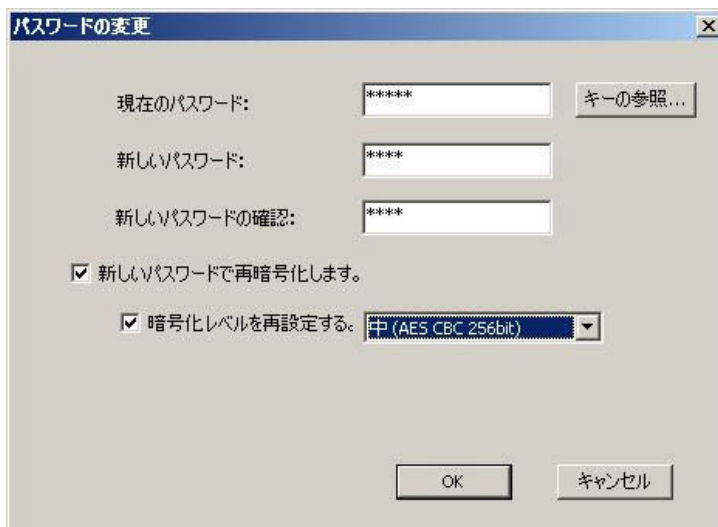 パスワードの変更
現在のパスワード: ***** キーの参照...
新しいパスワード: ****
新しいパスワードの確認: ****
新しいパスワードで再暗号化します。
暗号化レベルを再設定する。 中 (AES CBC 256bit)
OK キャンセル